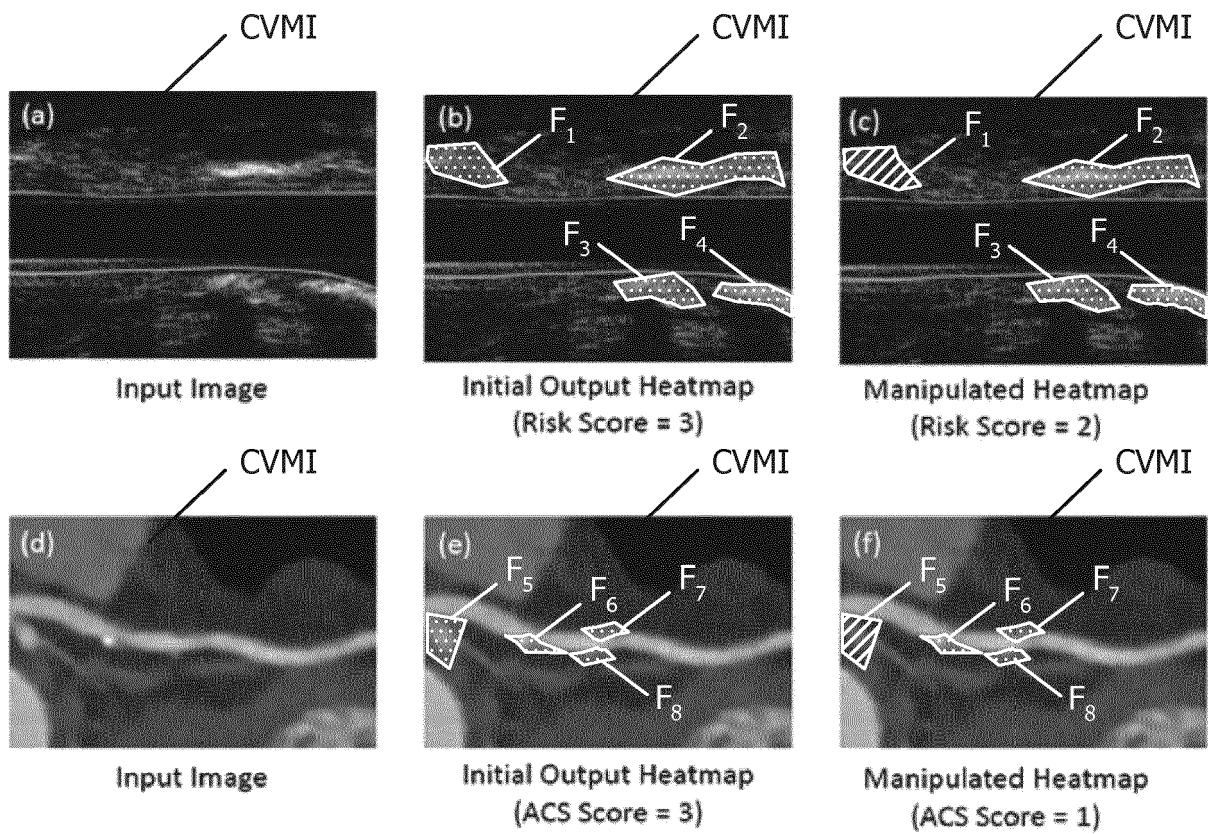 CVMI
CVMI
CVMI
(a)
(b)
F1
F2
F3
F4
(c)
F1
F2
F3
F4
Input Image
Initial Output Heatmap
(Risk Score = 3)
Manipulated Heatmap
(Risk Score = 2)
CVMI
CVMI
CVMI
(d)
(e)
F5
F6
F7
F8
(f)
F5
F6
F7
F8
Input Image
Initial Output Heatmap
(ACS Score = 3)
Manipulated Heatmap
(ACS Score = 1)